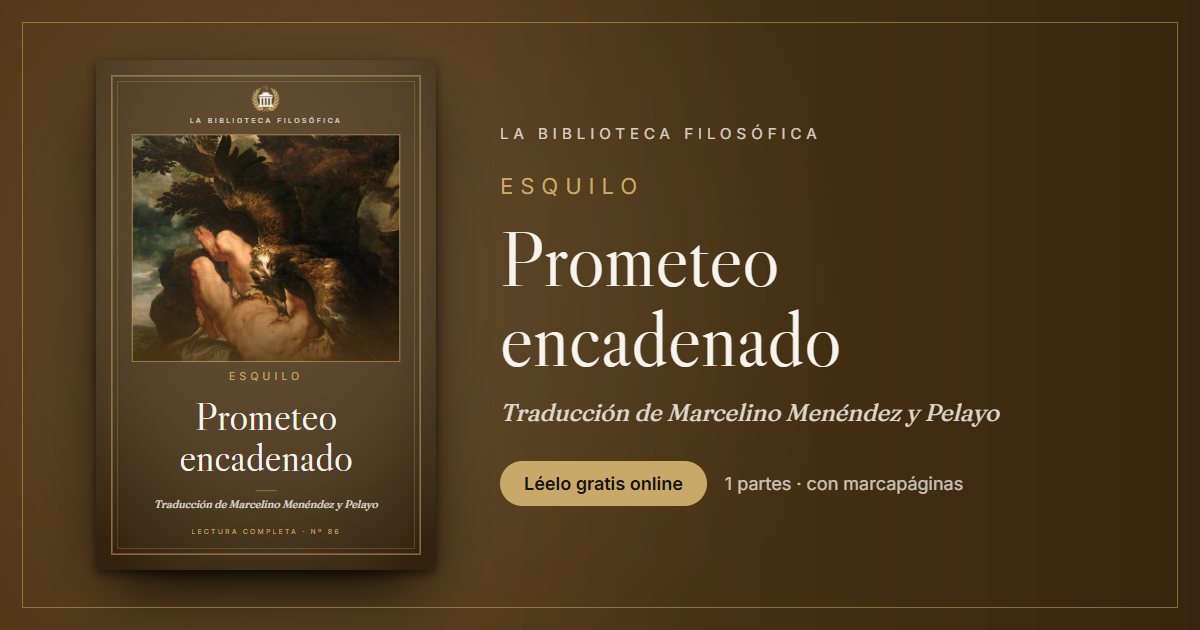 LA BIBLIOTECA FILOSÓFICA
ESQUILO
Prometeo
encadenado
Traducción de Marcelino Menéndez y Pelayo
LECTURA COMPLETA · Nº 86
LA BIBLIOTECA FILOSÓFICA
ESQUILO
Prometeo
encadenado
Traducción de Marcelino Menéndez y Pelayo
Léelo gratis online
1 partes · con marcapáginas